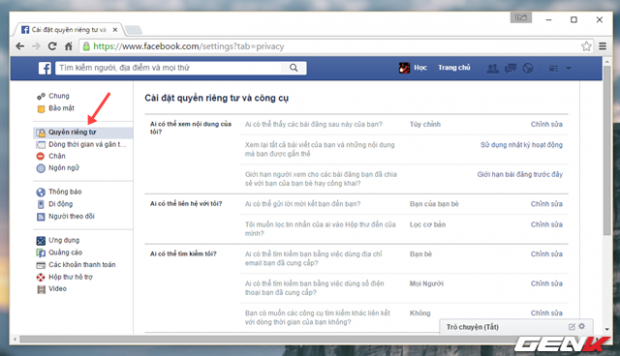 Cài đặt quyền riêng tư và
https://www.facebook.com/settings?tab=privacy
Tìm kiếm người, địa điểm và mọi thứ
Học
Trang chủ
Chung
Bảo mật
Quyền riêng tư
Dòng thời gian và gắn t...
Chặn
Ngôn ngữ
Thông báo
Di động
Người theo dõi
Ứng dụng
Quảng cáo
Các khoản thanh toán
Hộp thư hỗ trợ
Video
Cài đặt quyền riêng tư và công cụ
Ai có thể xem nội dung của
tôi?
Ai có thể thấy các bài đăng sau này của bạn?
Tùy chỉnh
Chỉnh sửa
Xem lại tất cả bài viết của bạn và những nội dung
mà bạn được gắn thẻ
Sử dụng nhật ký hoạt động
Giới hạn người xem cho các bài đăng bạn đã chia
sẻ với bạn của bạn bè hay công khai?
Giới hạn bài đăng trước đây
Ai có thể liên hệ với tôi?
Ai có thể gửi lời mời kết bạn đến bạn?
Bạn của bạn bè
Chỉnh sửa
Tôi muốn lọc tin nhắn của ai vào Hộp thư đến của
mình?
Lọc cơ bản
Chỉnh sửa
Ai có thể tìm kiếm tôi?
Ai có thể tìm kiếm bạn bằng việc dùng địa chỉ
email bạn đã cung cấp?
Bạn bè
Chỉnh sửa
Ai có thể tìm kiếm bạn bằng việc dùng số điện
thoại bạn đã cung cấp?
Mọi Người
Chỉnh sửa
Bạn có muốn các công cụ tìm kiếm khác liên kết
với dòng thời gian của bạn không?
Không
Chỉnh sửa
Trò chuyện (Tắt)
GENK